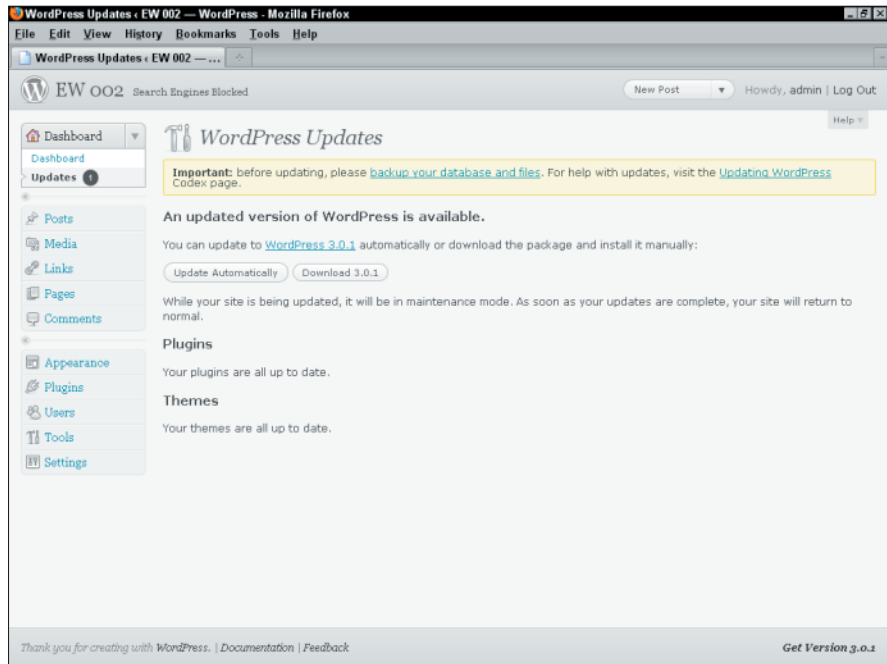 WordPress Updates ‹ EW 002 — WordPress - Mozilla Firefox
File Edit View History Bookmarks Tools Help
WordPress Updates ‹ EW 002 — ...
EW 002 Search Engines Blocked
New Post
Howdy, admin | Log Out
Help
Dashboard
Dashboard
Updates 1
Posts
Media
Links
Pages
Comments
Appearance
Plugins
Users
Tools
Settings
WordPress Updates
Important: before updating, please backup your database and files. For help with updates, visit the Updating WordPress
Codex page.
An updated version of WordPress is available.
You can update to WordPress 3.0.1 automatically or download the package and install it manually:
Update Automatically Download 3.0.1
While your site is being updated, it will be in maintenance mode. As soon as your updates are complete, your site will return to
normal.
Plugins
Your plugins are all up to date.
Themes
Your themes are all up to date.
Thank you for creating with WordPress. | Documentation | Feedback
Get Version 3.0.1